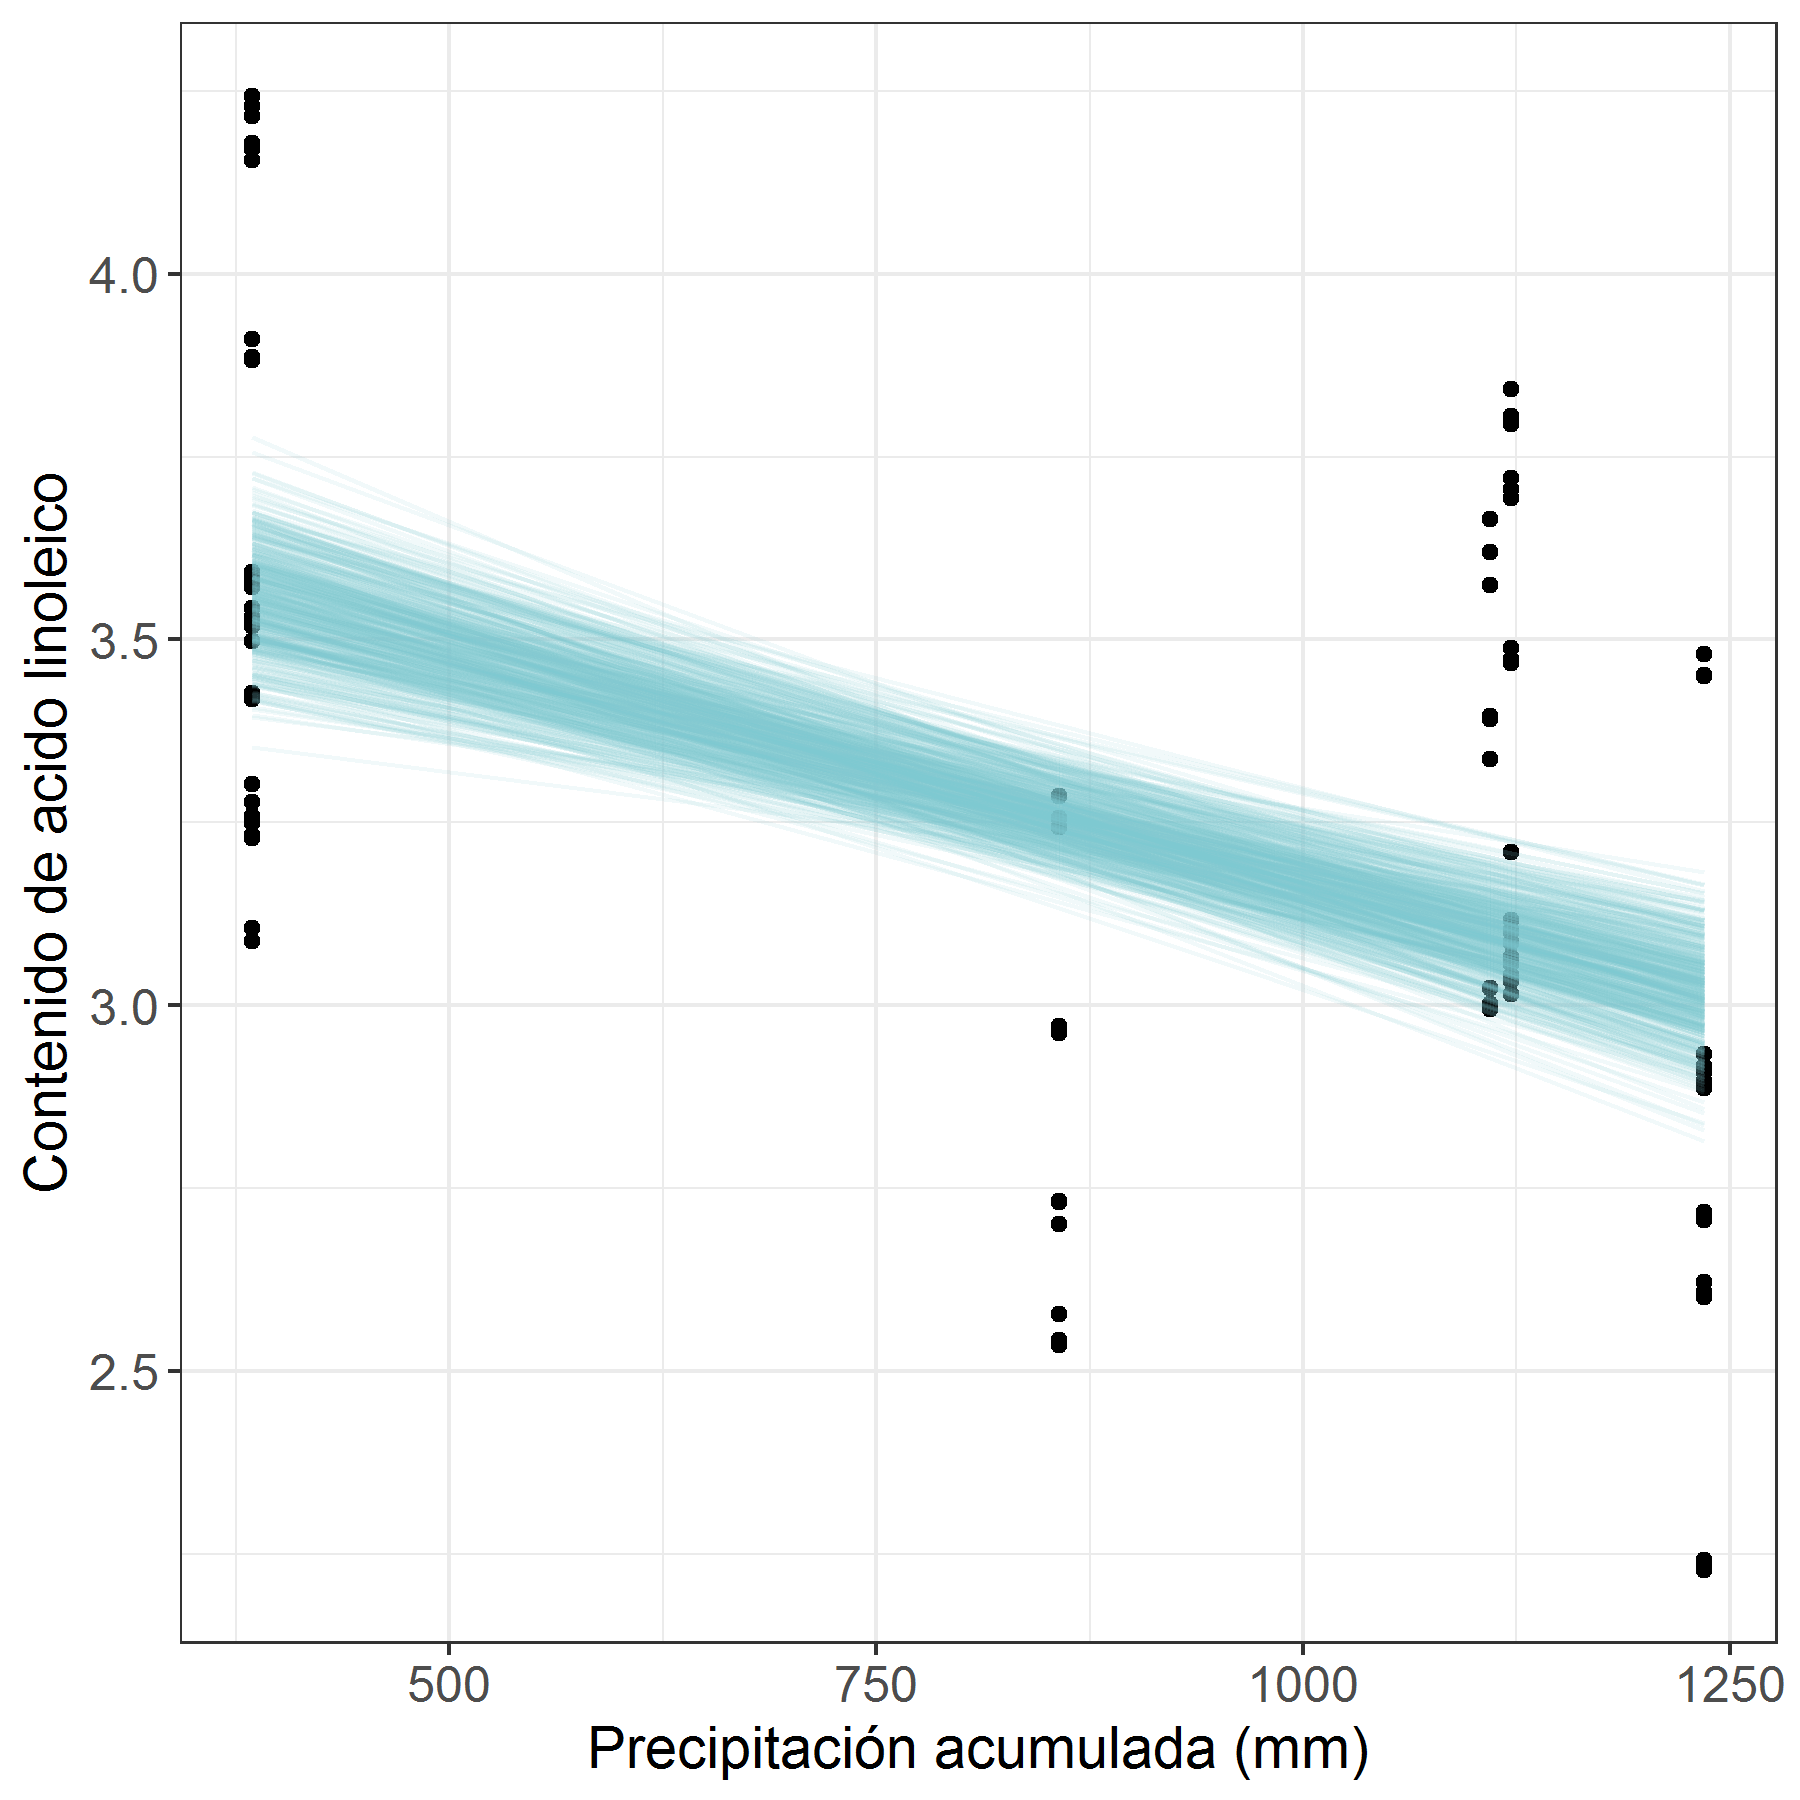 Contenido de acido linoleico
4.0
3.5
3.0
2.5
500 750 1000 1250
Precipitación acumulada (mm)